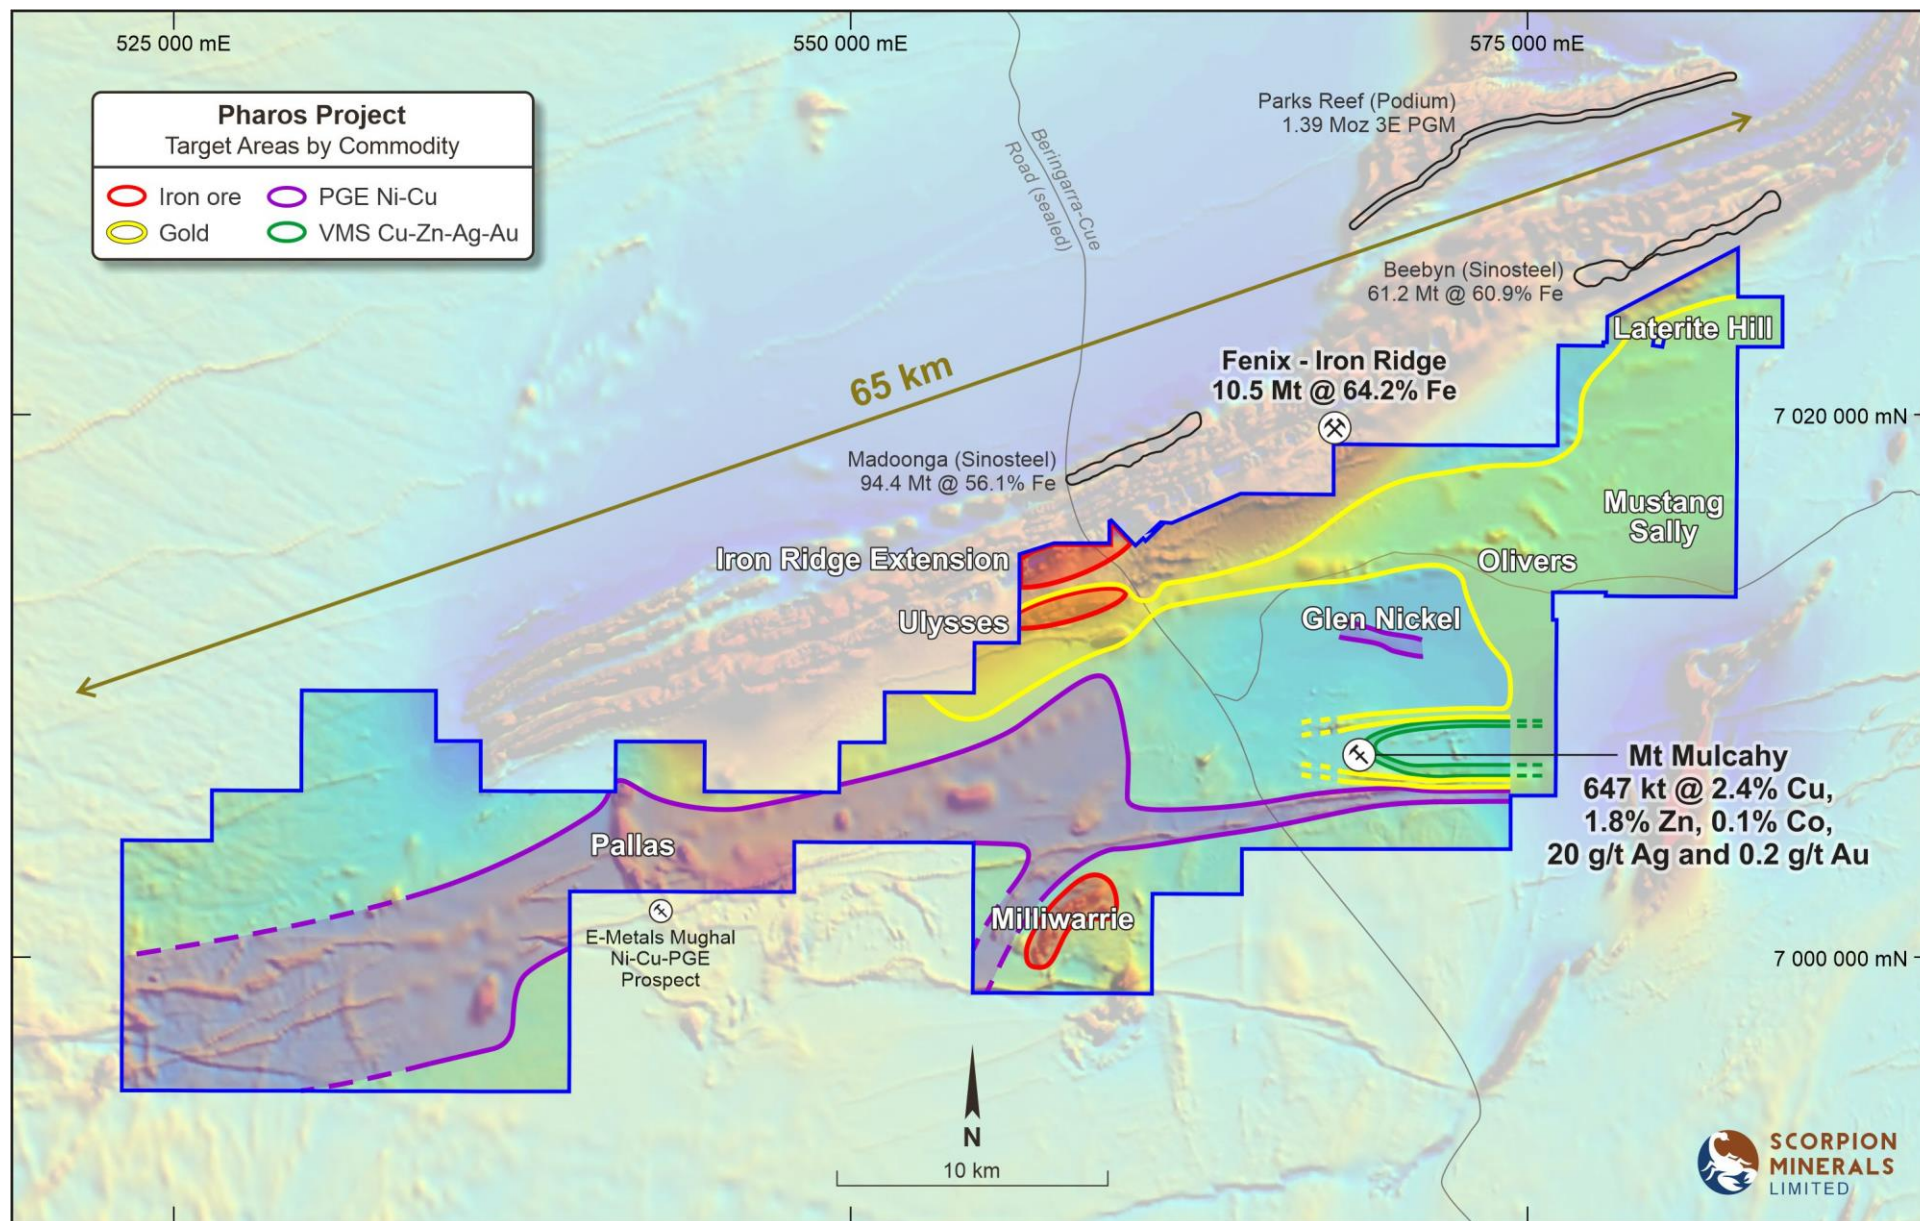 525 000 mE
550 000 mE
575 000 mE
Pharos Project
Target Areas by Commodity
Iron ore
PGE Ni-Cu
Gold
VMS Cu-Zn-Ag-Au
Parks Reef (Podium)
1.39 Moz 3E PGM
Beringarra-Cue
Road (sealed)
Beebyn (Sinosteel)
61.2 Mt @ 60.9% Fe
Laterite Hill
65 km
Fenix - Iron Ridge
10.5 Mt @ 64.2% Fe
7 020 000 mN
Madoonga (Sinosteel)
94.4 Mt @ 56.1% Fe
Mustang
Sally
Iron Ridge Extension
Olivers
Ulysses
Glen Nickel
Mt Mulcahy
647 kt @ 2.4% Cu,
1.8% Zn, 0.1% Co,
20 g/t Ag and 0.2 g/t Au
Pallas
Milliwarrie
E-Metals Mughal
Ni-Cu-PGE
Prospect
7 000 000 mN
N
10 km
SCORPION
MINERALS
LIMITED